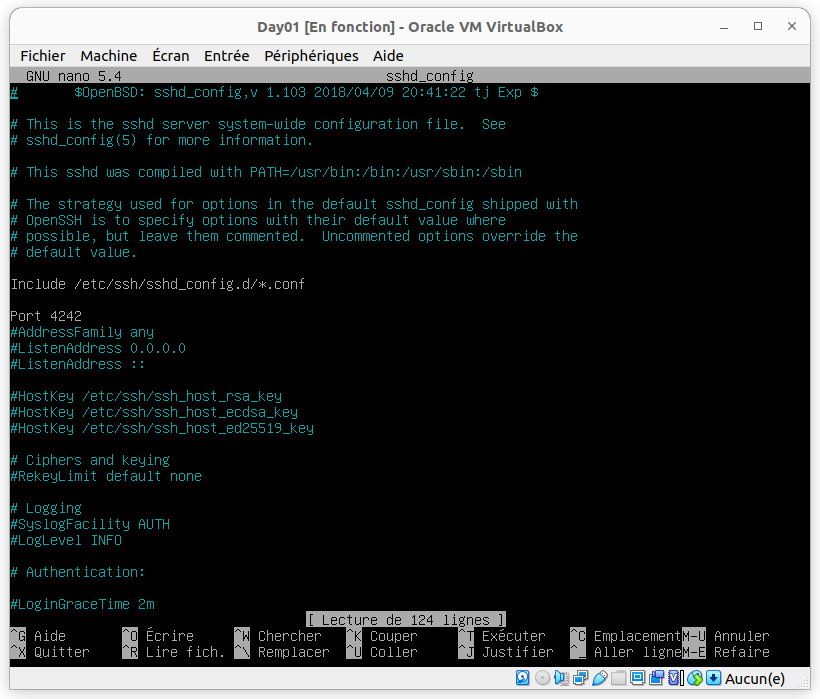 Day01 [En fonction] - Oracle VM VirtualBox
Fichier Machine Écran Entrée Périphériques Aide
GNU nano 5.4 sshd_config
# $OpenBSD: sshd_config,v 1.103 2018/04/09 20:41:22 tj Exp $
# This is the sshd server system-wide configuration file.  See
# sshd_config(5) for more information.
# This sshd was compiled with PATH=/usr/bin:/bin:/usr/sbin:/sbin
# The strategy used for options in the default sshd_config shipped with
# OpenSSH is to specify options with their default value where
# possible, but leave them commented.  Uncommented options override the
# default value.
Include /etc/ssh/sshd_config.d/*.conf
Port 4242
#AddressFamily any
#ListenAddress 0.0.0.0
#ListenAddress ::
#HostKey /etc/ssh/ssh_host_rsa_key
#HostKey /etc/ssh/ssh_host_ecdsa_key
#HostKey /etc/ssh/ssh_host_ed25519_key
# Ciphers and keying
#RekeyLimit default none
# Logging
#SyslogFacility AUTH
#LogLevel INFO
# Authentication:
#LoginGraceTime 2m
[ Lecture de 124 lignes ]
^G Aide ^O Écrire ^W Chercher ^K Couper ^T Exécuter ^C Emplacement M-U Annuler
^X Quitter ^R Lire fich. ^\ Remplacer ^U Coller ^J Justifier ^_ Aller ligne M-E Refaire
Aucun(e)